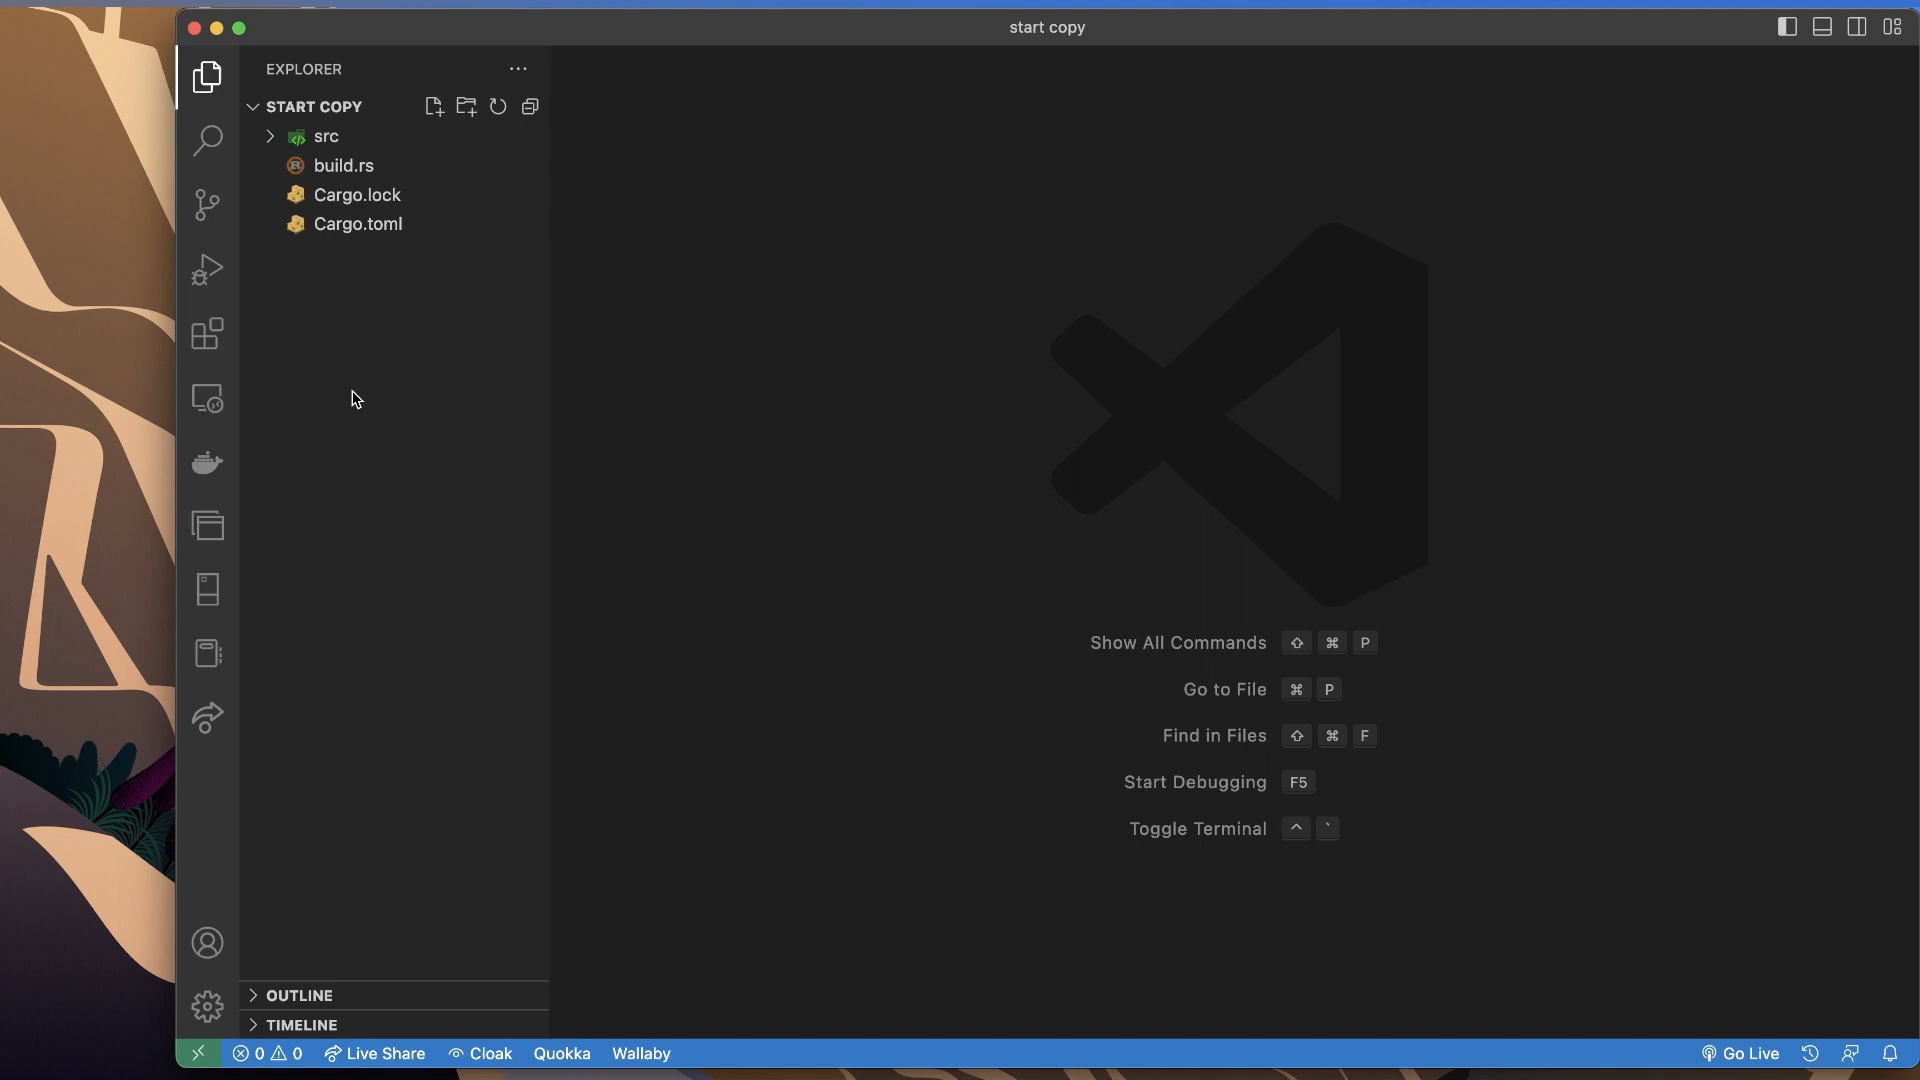 start copy
EXPLORER
START COPY
src
build.rs
Cargo.lock
Cargo.toml
Show All Commands ⇧ ⌘ P
Go to File ⌘ P
Find in Files ⇧ ⌘ F
Start Debugging F5
Toggle Terminal ^ `
OUTLINE
TIMELINE
0 0 Live Share Cloak Quokka Wallaby Go Live